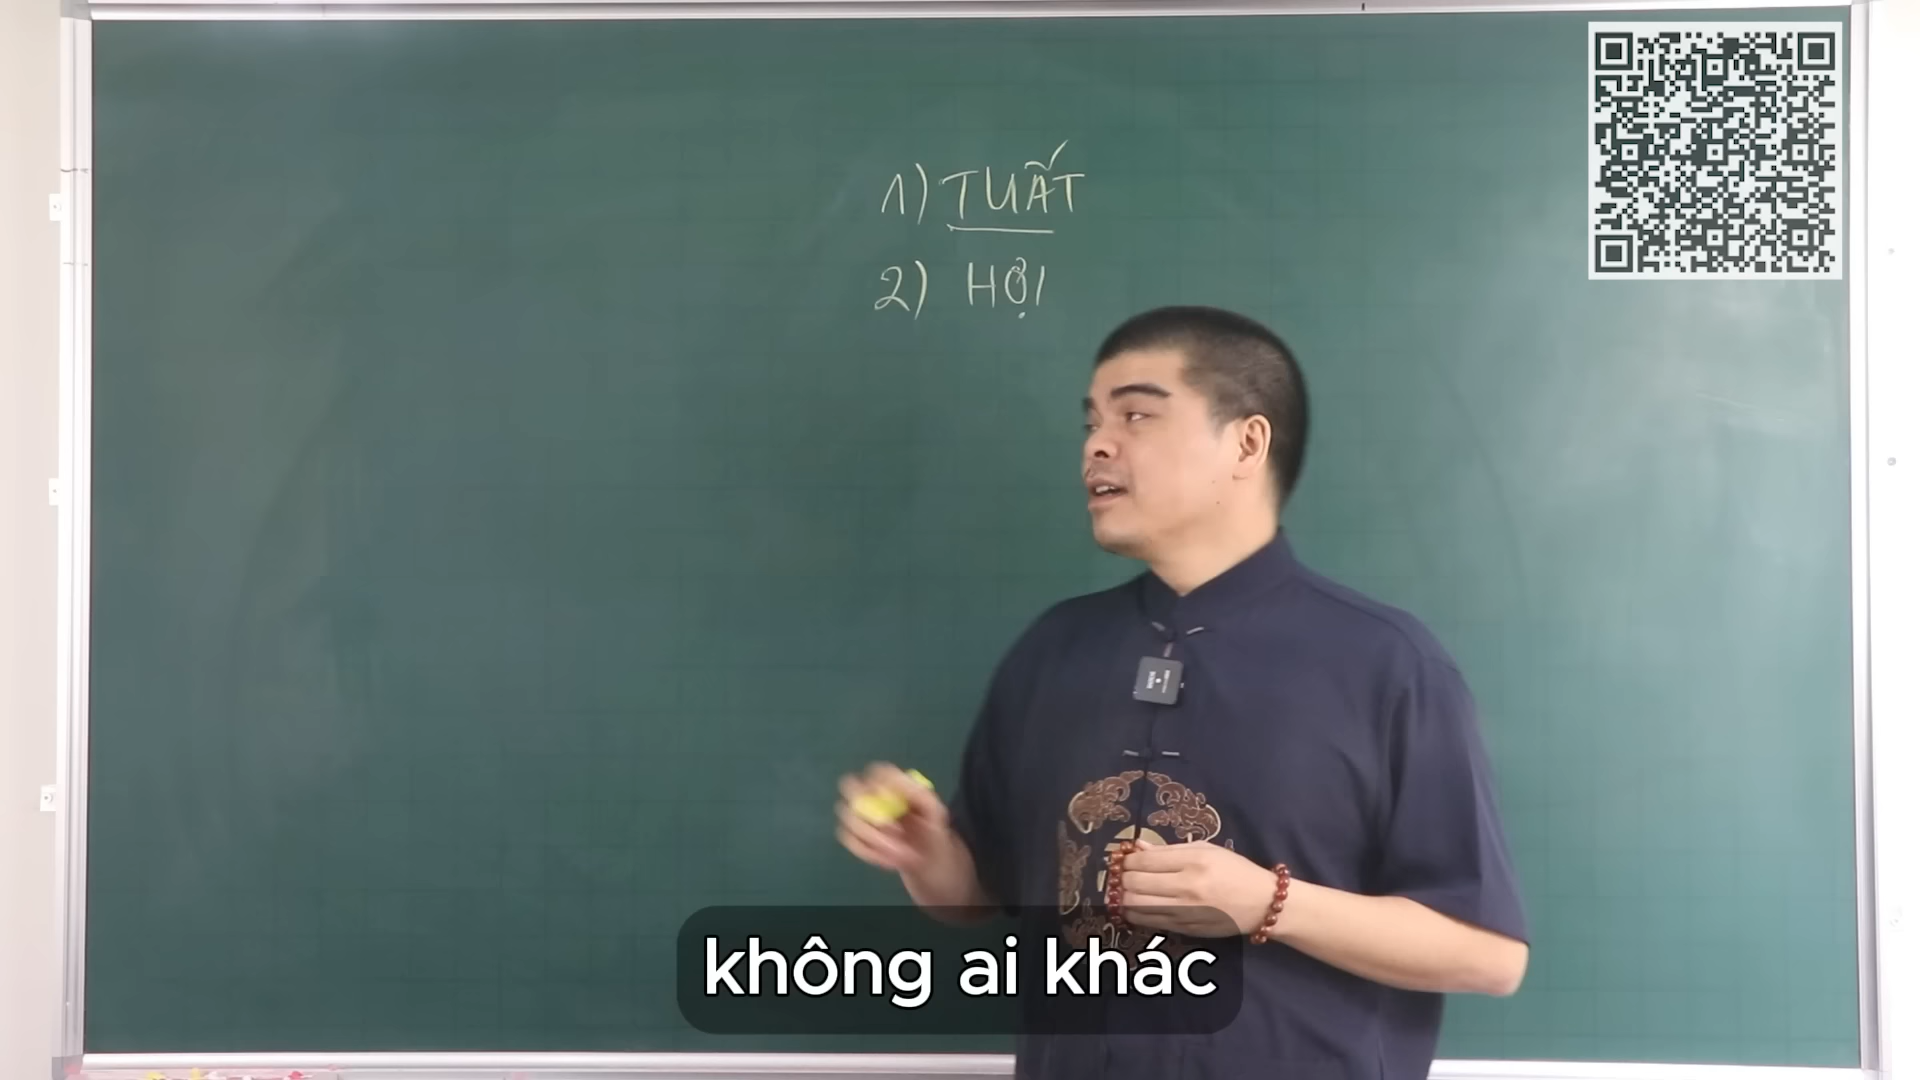 1) TUẤT
2) HỢI
không ai khác